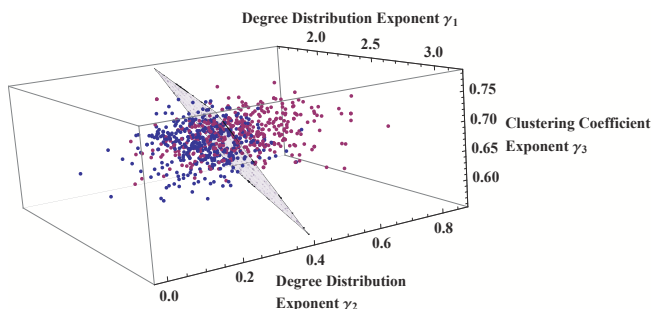 Degree Distribution Exponent γ1
2.0 2.5 3.0
0.75
0.70
0.65
0.60
Clustering Coefficient
Exponent γ3
0.0 0.2 0.4 0.6 0.8
Degree Distribution
Exponent γ2